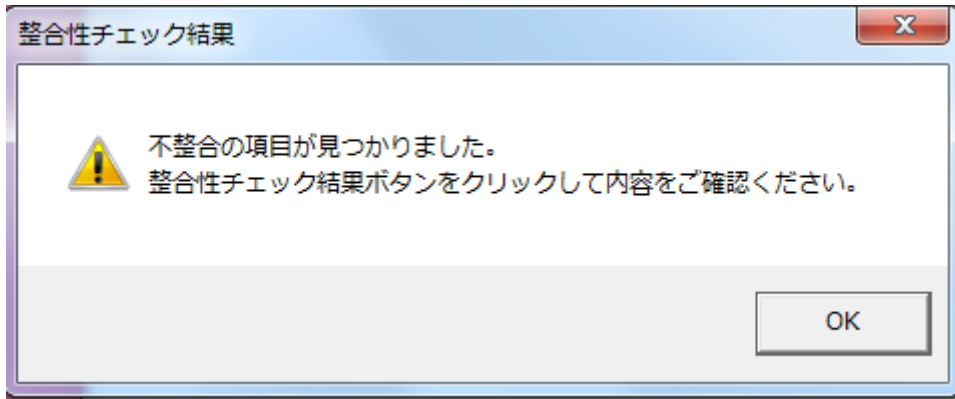 整合性チェック結果
不整合の項目が見つかりました。
整合性チェック結果ボタンをクリックして内容をご確認ください。
OK